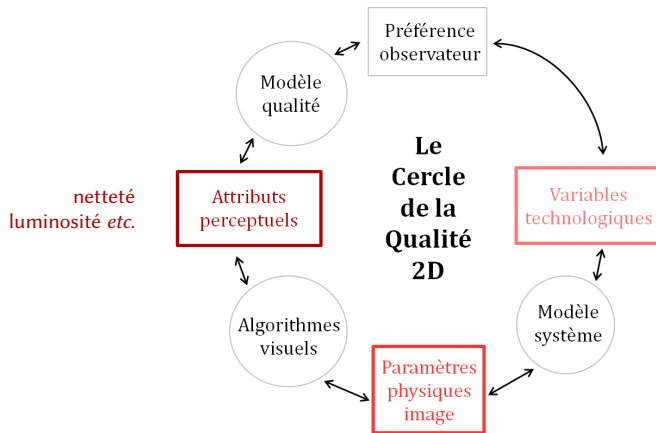 Préférence
observateur
Modèle
qualité
Le
Cercle
de la
Qualité
2D
netteté
luminosité etc.
Attributs
perceptuels
Variables
technologiques
Algorithmes
visuels
Modèle
système
Paramètres
physiques
image